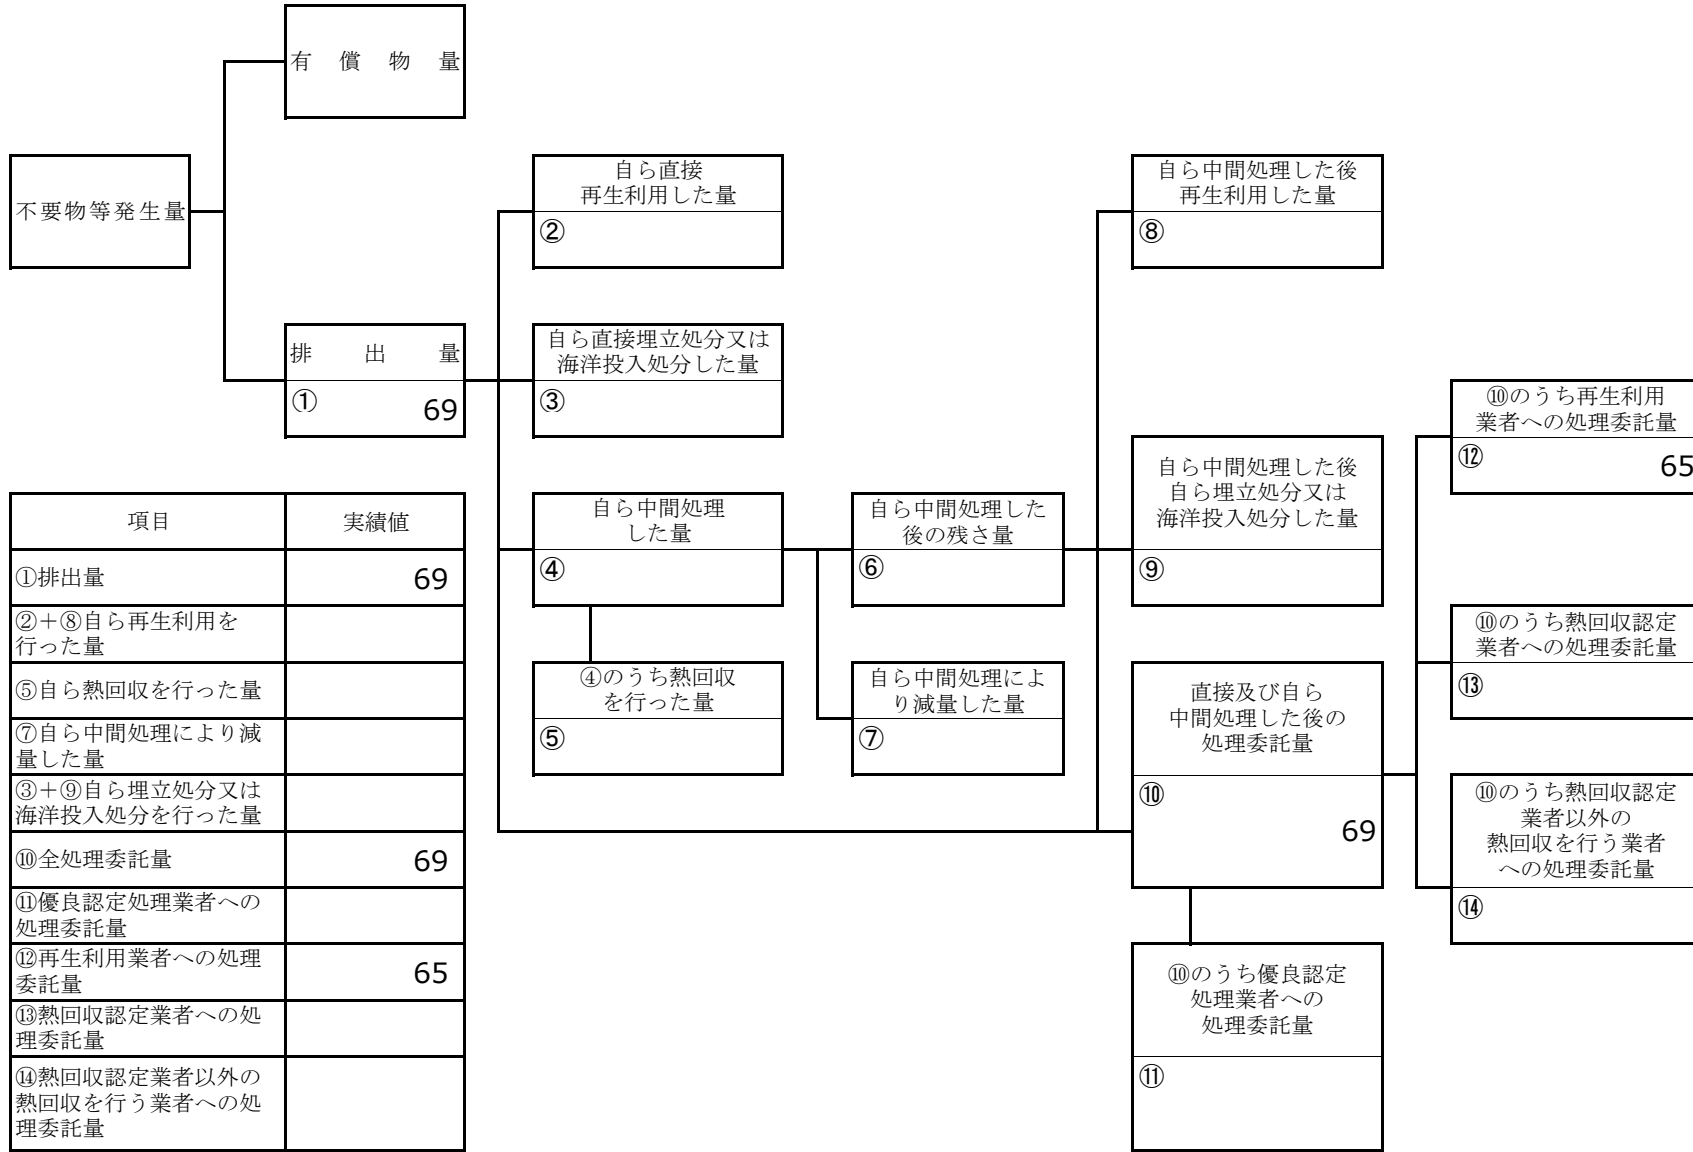 有償物量
不要物等発生量
排出量
① 69
自ら直接
再生利用した量
②
自ら直接埋立処分又は
海洋投入処分した量
③
自ら中間処理
した量
④
④のうち熱回収
を行った量
⑤
自ら中間処理した
後の残さ量
⑥
自ら中間処理によ
り減量した量
⑦
自ら中間処理した後
再生利用した量
⑧
自ら中間処理した後
自ら埋立処分又は
海洋投入処分した量
⑨
直接及び自ら
中間処理した後の
処理委託量
⑩
69
⑩のうち優良認定
処理業者への
処理委託量
⑪
⑩のうち再生利用
業者への処理委託量
⑫ 65
⑩のうち熱回収認定
業者への処理委託量
⑬
⑩のうち熱回収認定
業者以外の
熱回収を行う業者
への処理委託量
⑭
項目 実績値
①排出量 69
②+⑧自ら再生利用を
行った量
⑤自ら熱回収を行った量
⑦自ら中間処理により減
量した量
③+⑨自ら埋立処分又は
海洋投入処分を行った量
⑩全処理委託量 69
⑪優良認定処理業者への
処理委託量
⑫再生利用業者への処理
委託量 65
⑬熱回収認定業者への処
理委託量
⑭熱回収認定業者以外の
熱回収を行う業者への処
理委託量